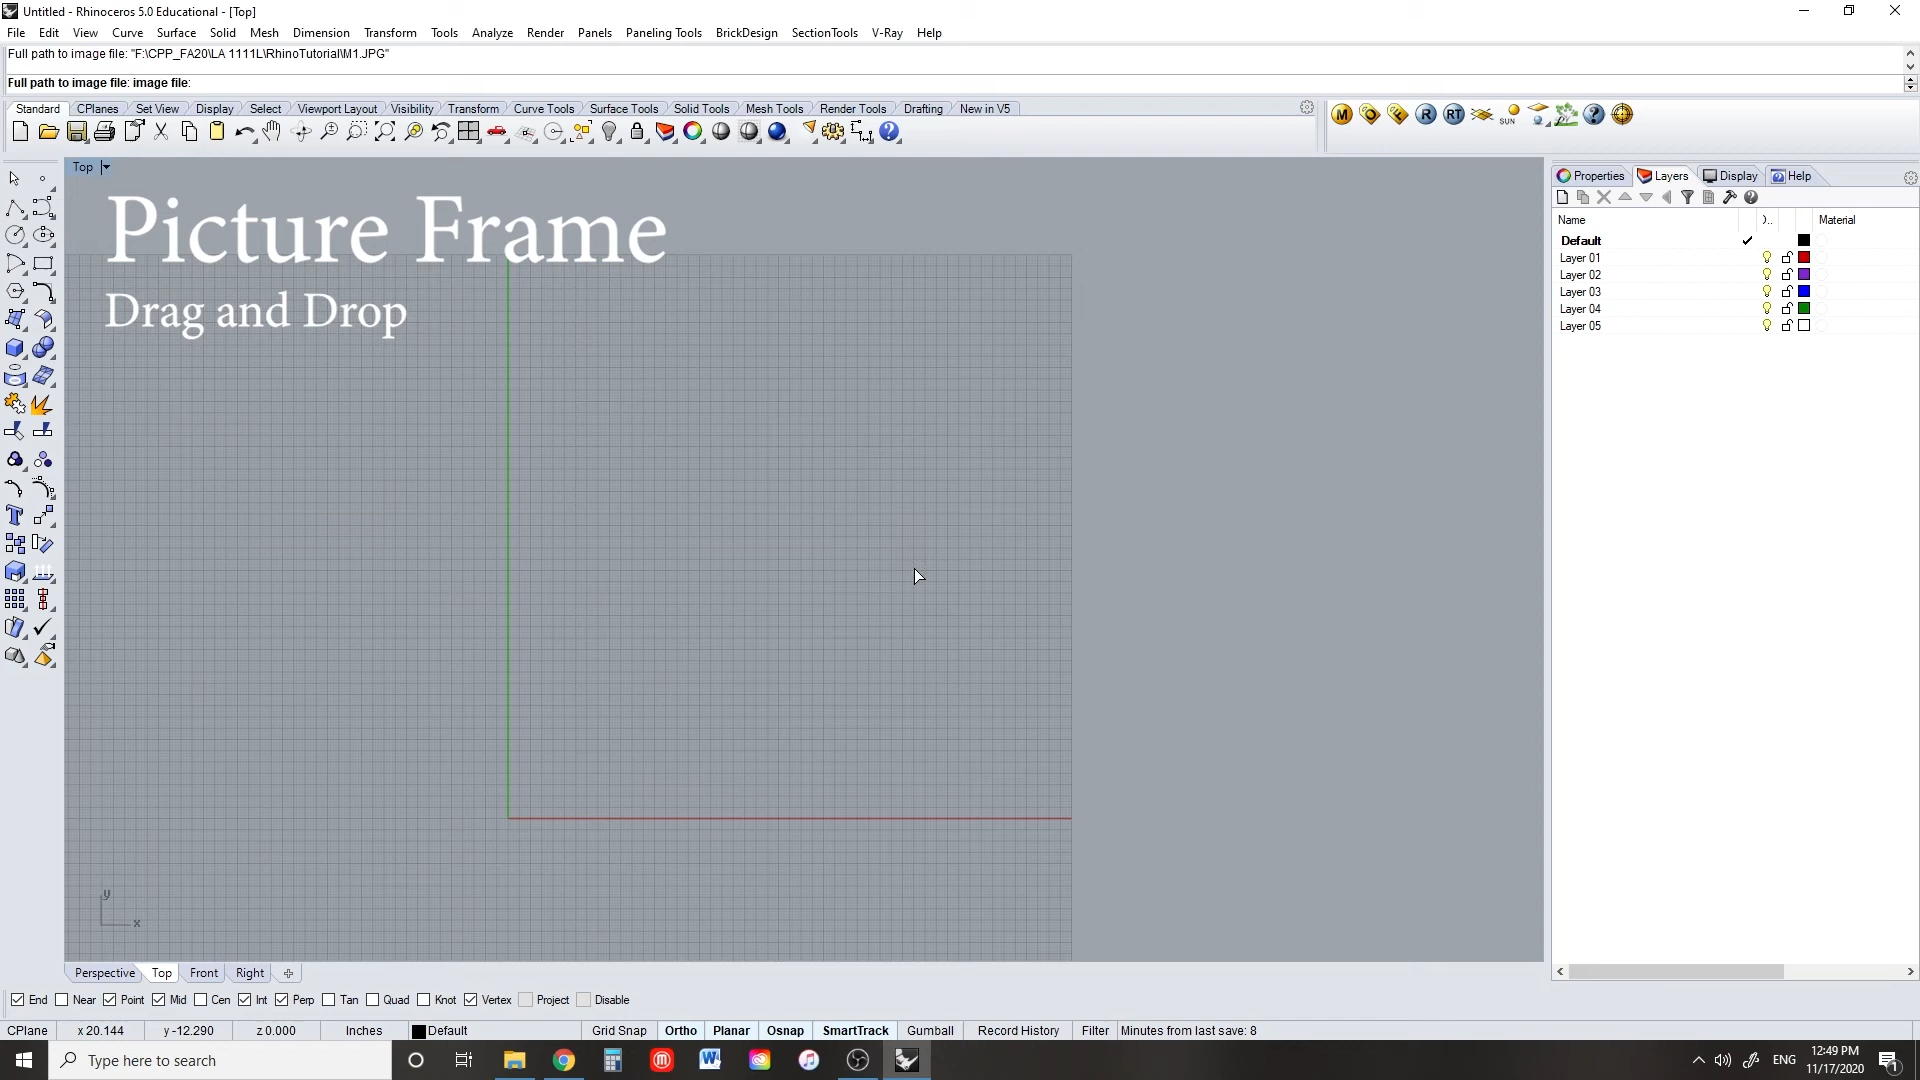 Untitled - Rhinoceros 5.0 Educational - [Top]
File Edit View Curve Surface Solid Mesh Dimension Transform Tools Analyze Render Panels Paneling Tools BrickDesign SectionTools V-Ray Help
Full path to image file: "F:\CPP_FA20\LA 1111L\RhinoTutorial\M1.JPG"
Full path to image file: image file:
Standard CPlanes Set View Display Select Viewport Layout Visibility Transform Curve Tools Surface Tools Solid Tools Mesh Tools Render Tools Drafting New in V5
M R RT SUN
Top
Picture Frame
Drag and Drop
Properties Layers Display Help
Name Material
Default
Layer 01
Layer 02
Layer 03
Layer 04
Layer 05
y
x
Perspective Top Front Right
End Near Point Mid Cen Int Perp Tan Quad Knot Vertex Project Disable
CPlane x 20.144 y -12.290 z 0.000 Inches Default Grid Snap Ortho Planar Osnap SmartTrack Gumball Record History Filter Minutes from last save: 8
Type here to search
ENG
12:49 PM
11/17/2020
1